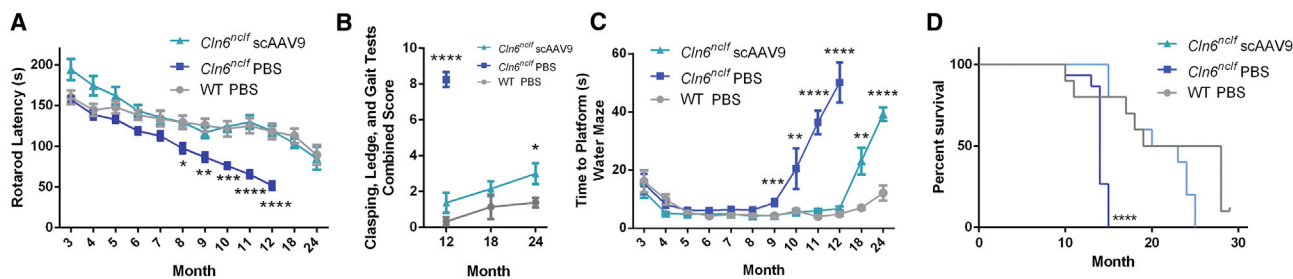 A
Cln6nclf scAAV9
Cln6nclf PBS
WT PBS
Rotarod Latency (s)
200
150
100
50
0
*
**
***
****
****
3 4 5 6 7 8 9 10 11 12 18 24
Month
B
Cln6nclf scAAV9
Cln6nclf PBS
WT PBS
Clasping, Ledge, and Gait Tests
Combined Score
10
8
6
4
2
0
****
*
12 18 24
Month
C
Cln6nclf scAAV9
Cln6nclf PBS
WT PBS
Time to Platform (s)
Water Maze
60
40
20
0
***
**
****
****
**
****
3 4 5 6 7 8 9 10 11 12 18 24
Month
D
Cln6nclf scAAV9
Cln6nclf PBS
WT PBS
Percent survival
100
50
0
****
0 10 20 30
Month